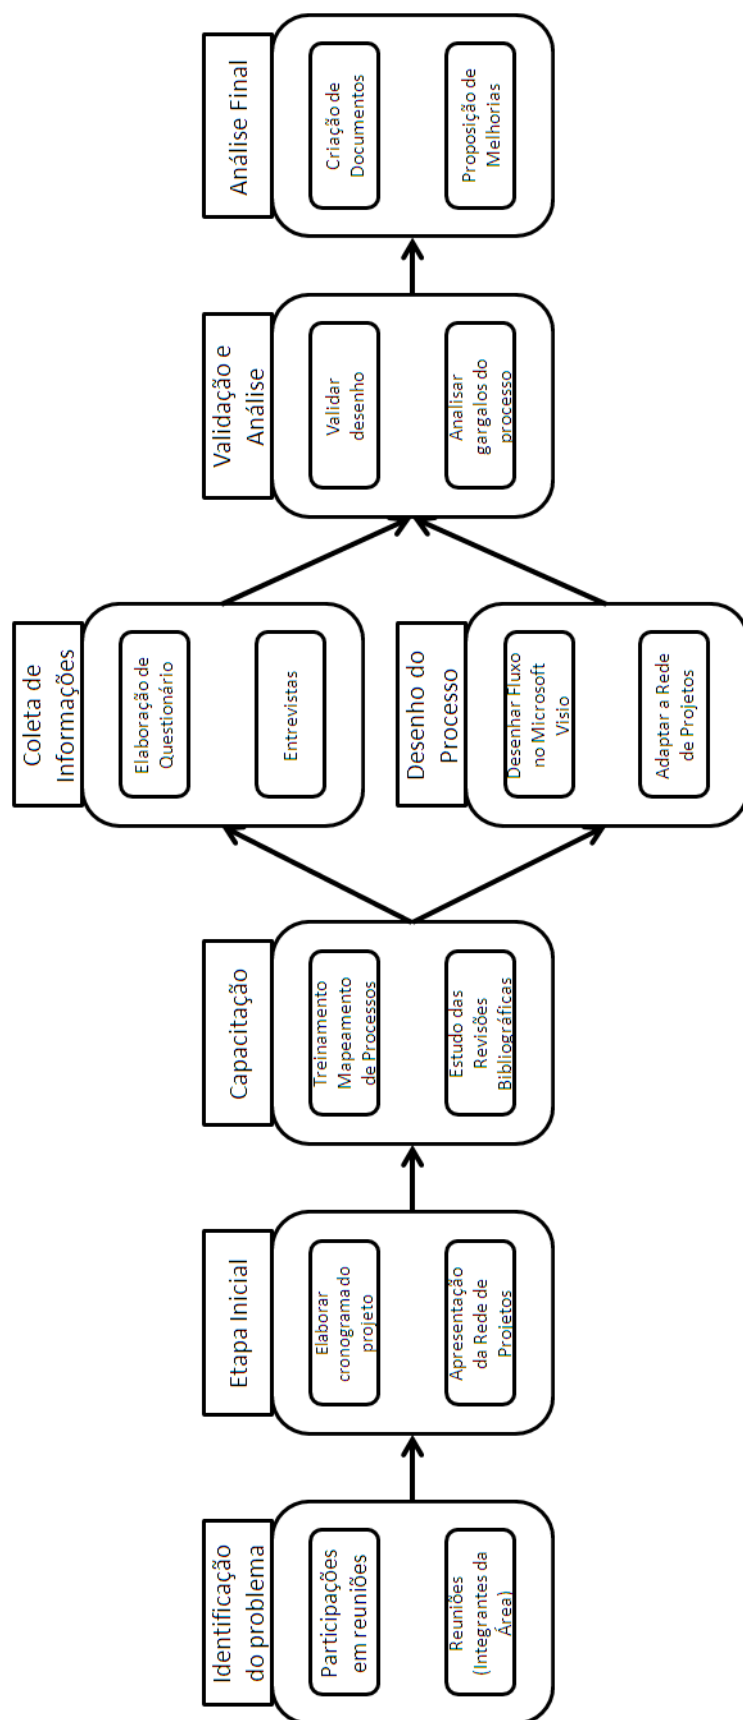 Identificação
do problema
Participações
em reuniões
Reuniões
(Integrantes da
Área)
Etapa Inicial
Elaborar
cronograma do
projeto
Apresentação
da Rede de
Projetos
Capacitação
Treinamento
Mapeamento
de Processos
Estudo das
Revisões
Bibliográficas
Coleta de
Informações
Elaboração de
Questionário
Entrevistas
Desenho do
Processo
Desenhar Fluxo
no Microsoft
Visio
Adaptar a Rede
de Projetos
Validação e
Análise
Validar
desenho
Analisar
gargalos do
processo
Análise Final
Criação de
Documentos
Proposição de
Melhorias